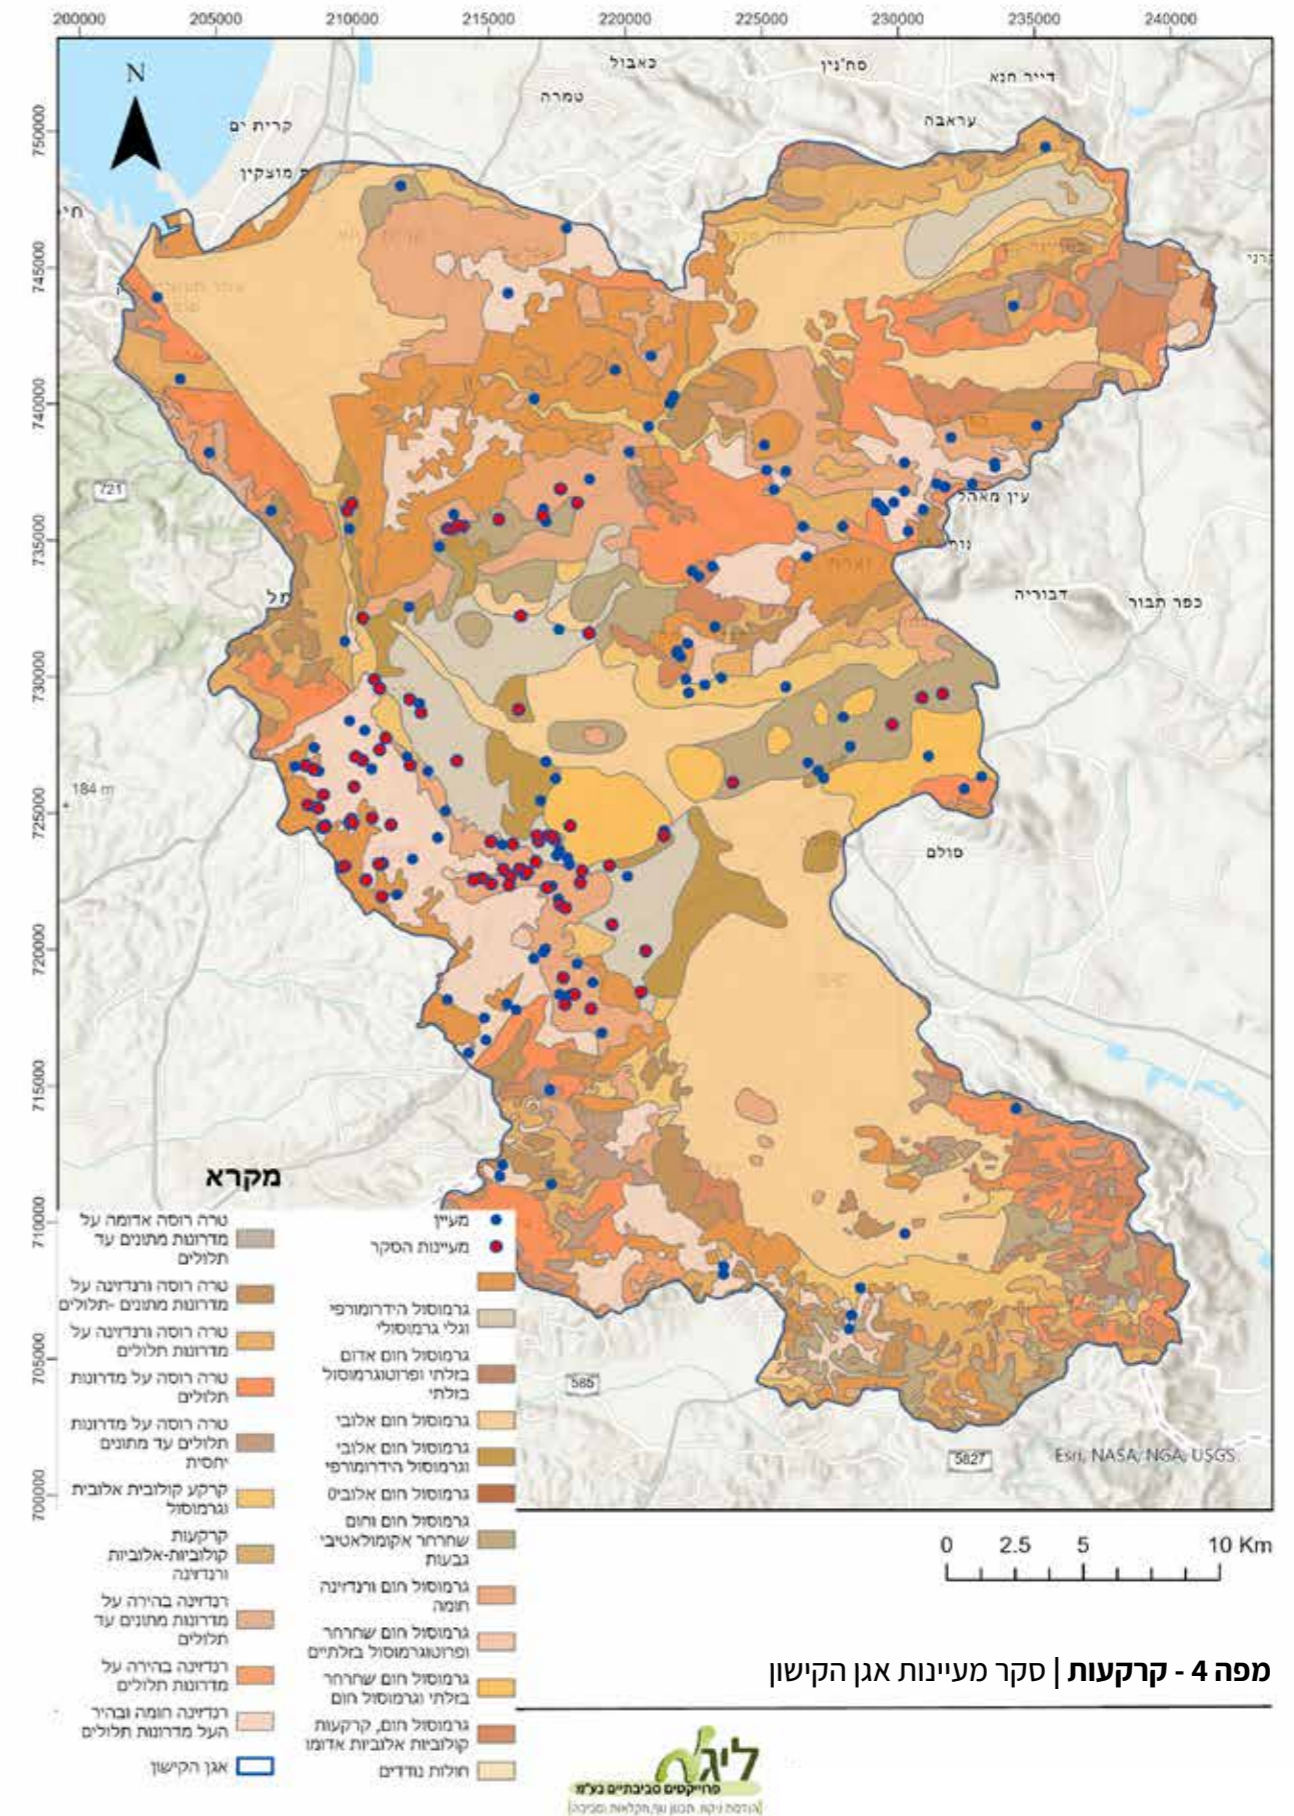 200000 205000 210000 215000 220000 225000 230000 235000 240000
N
750000
745000
740000
735000
730000
725000
720000
715000
710000
705000
700000
כאבול
סח'נין
דייר חנא
טמרה
עראבה
קרית ים
מוצקין
721
עין מאהל
דבוריה
כפר תבור
184 m
סולם
585
5827
Esri, NASA, NGA, USGS
מקרא
מעיין
מעיינות הסקר
גרמוסול הידרומורפי
וגלי גרמוסולי
גרמוסול חום אדום
בזלתי ופרוטוגרמוסול
בזלתי
גרמוסול חום אלובי
גרמוסול חום אלובי
וגרמוסול הידרומורפי
גרמוסול חום אלובי0
גרמוסול חום וחום
שחרחר אקומולאטיבי
גבעות
גרמוסול חום ורנדזינה
חומה
גרמוסול חום שחרחר
ופרוטוגרמוסול בזלתיים
גרמוסול חום שחרחר
בזלתי וגרמוסול חום
גרמוסול חום, קרקעות
קולוביות אלוביות אדומו
חולות נודדים
טרה רוסה אדומה על
מדרונות מתונים עד
תלולים
טרה רוסה ורנדזינה על
מדרונות מתונים -תלולים
טרה רוסה ורנדזינה על
מדרונות תלולים
טרה רוסה על מדרונות
תלולים
טרה רוסה על מדרונות
תלולים עד מתונים
יחסית
קרקע קולובית אלובית
וגרמוסול
קרקעות
קולוביות-אלוביות
ורנדזינה
רנדזינה בהירה על
מדרונות מתונים עד
תלולים
רנדזינה בהירה על
מדרונות תלולים
רנדזינה חומה ובהיר
העל מדרונות תלולים
אגן הקישון
0 2.5 5 10 Km
מפה 4 - קרקעות | סקר מעיינות אגן הקישון
ליגמ
פרוייקטים סביבתיים בע"מ